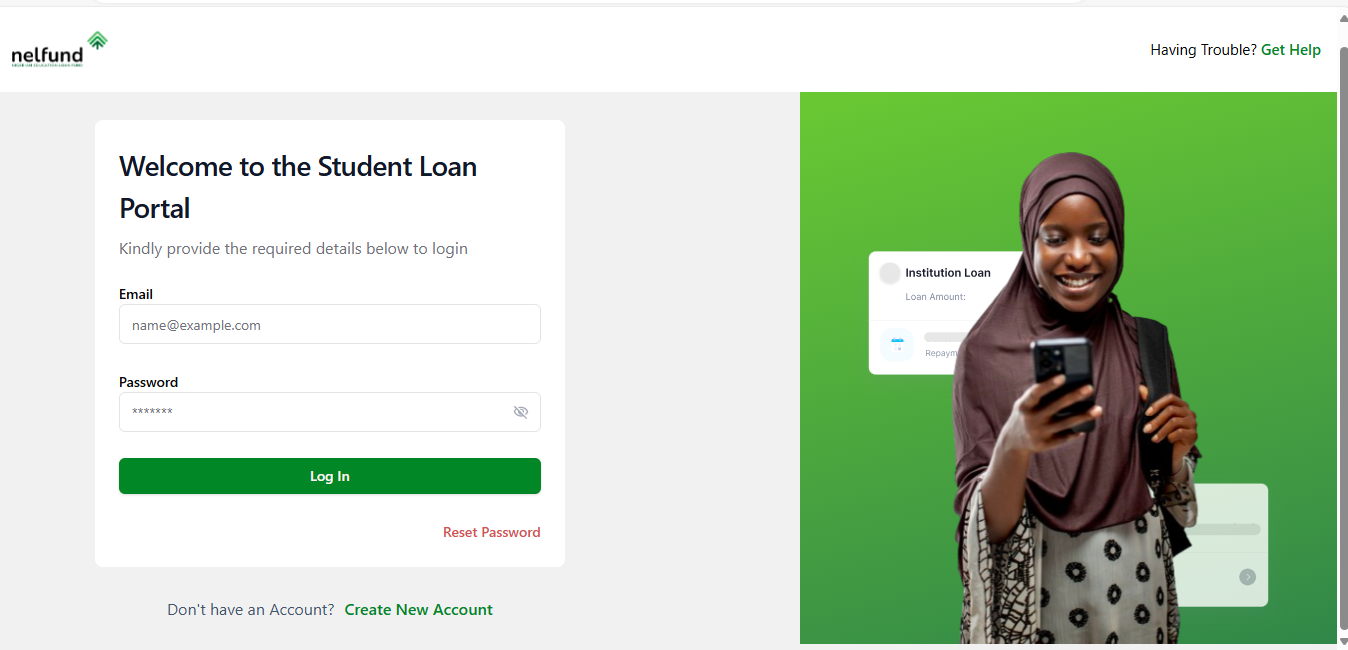 nelfund
Having Trouble? Get Help
Welcome to the Student Loan
Portal
Kindly provide the required details below to login
Email
name@example.com
Password
*******
Log In
Reset Password
Don't have an Account? Create New Account
Institution Loan
Loan Amount:
Repaym